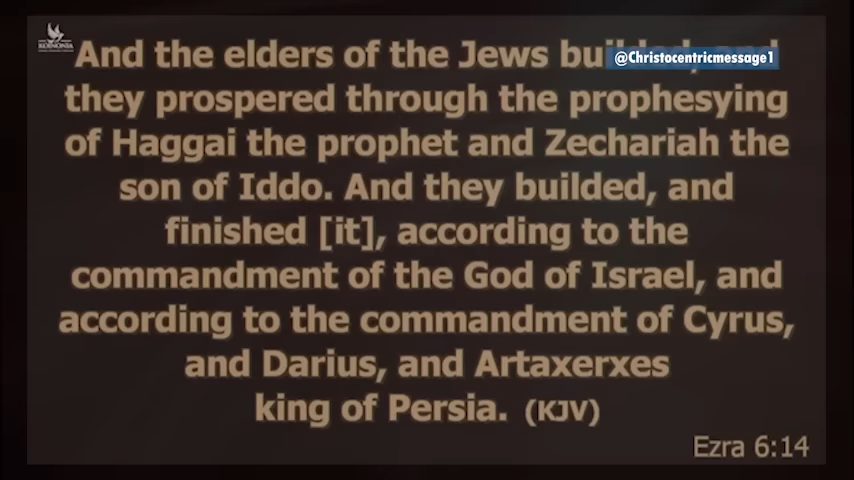 KOINONIA
@Christocentricmessage1
And the elders of the Jews
they prospered through the prophesying
of Haggai the prophet and Zechariah the
son of Iddo. And they builded, and
finished [it], according to the
commandment of the God of Israel, and
according to the commandment of Cyrus,
and Darius, and Artaxerxes
king of Persia. (KJV)
Ezra 6:14